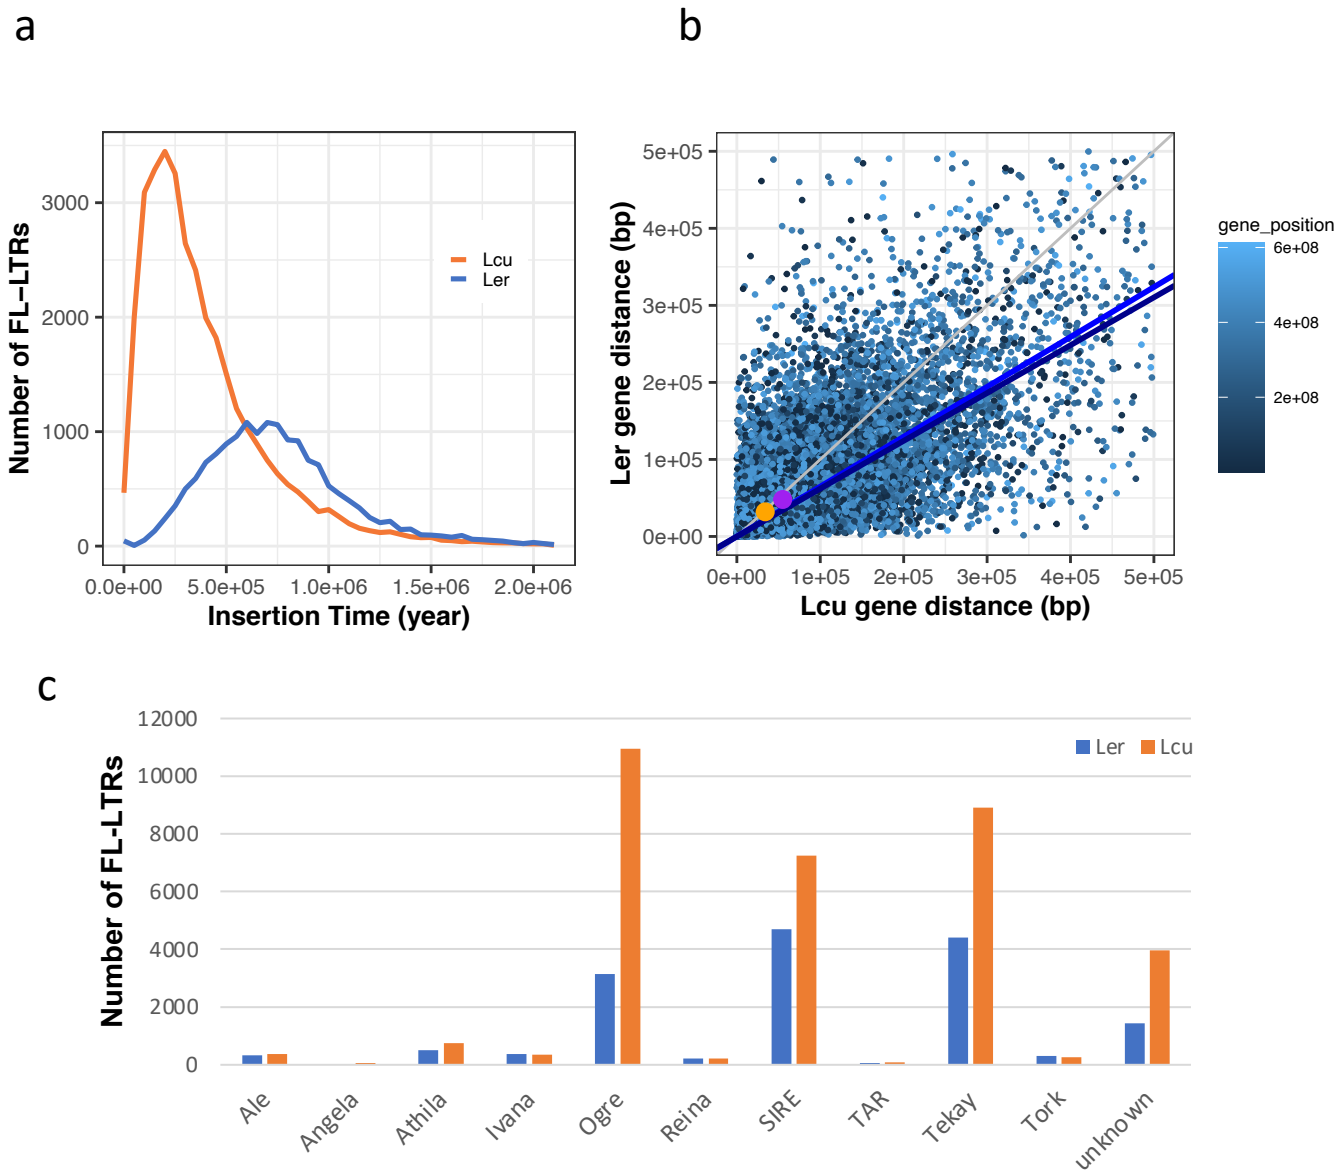 a
Number of FL–LTRs
3000
2000
1000
0
Lcu
Ler
0.0e+00 5.0e+05 1.0e+06 1.5e+06 2.0e+06
Insertion Time (year)
b
Ler gene distance (bp)
5e+05
4e+05
3e+05
2e+05
1e+05
0e+00
0e+00 1e+05 2e+05 3e+05 4e+05 5e+05
Lcu gene distance (bp)
gene_position
6e+08
4e+08
2e+08
c
Number of FL-LTRs
12000
10000
8000
6000
4000
2000
0
Ler Lcu
Ale Angela Athila Ivana Ogre Reina SIRE TAR Tekay Tork unknown